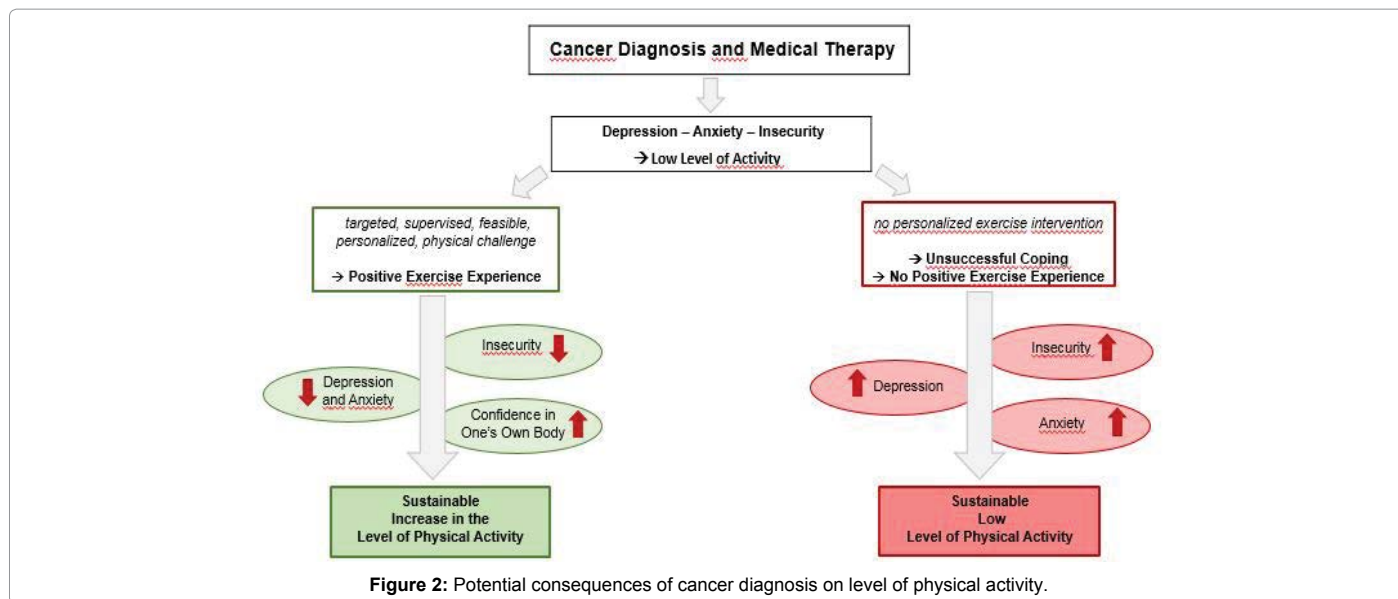 Cancer Diagnosis and Medical Therapy
Depression – Anxiety – Insecurity
→ Low Level of Activity
targeted, supervised, feasible,
personalized, physical challenge
→ Positive Exercise Experience
no personalized exercise intervention
→ Unsuccessful Coping
→ No Positive Exercise Experience
Insecurity
Depression
and Anxiety
Confidence in
One's Own Body
Insecurity
Depression
Anxiety
Sustainable
Increase in the
Level of Physical Activity
Sustainable
Low
Level of Physical Activity
Figure 2: Potential consequences of cancer diagnosis on level of physical activity.